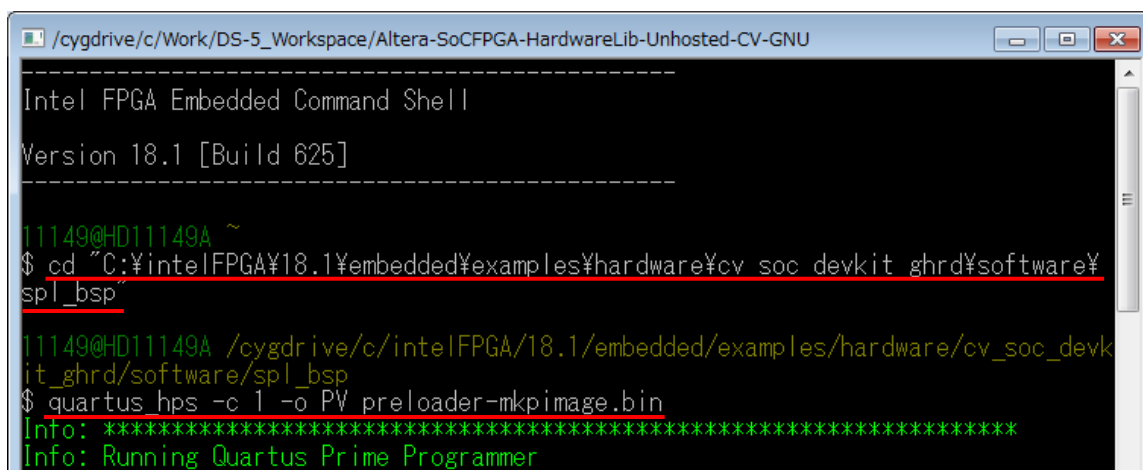 /cygdrive/c/Work/DS-5_Workspace/Altera-SoCFPGA-HardwareLib-Unhosted-CV-GNU
------------------------------------------------
Intel FPGA Embedded Command Shell
Version 18.1 [Build 625]
------------------------------------------------
11149@HD11149A ~
$ cd "C:¥intelFPGA¥18.1¥embedded¥examples¥hardware¥cv_soc_devkit_ghrd¥software¥
spl_bsp"
11149@HD11149A /cygdrive/c/intelFPGA/18.1/embedded/examples/hardware/cv_soc_devk
it_ghrd/software/spl_bsp
$ quartus_hps -c 1 -o PV preloader-mkpimage.bin
Info: *******************************************************************
Info: Running Quartus Prime Programmer